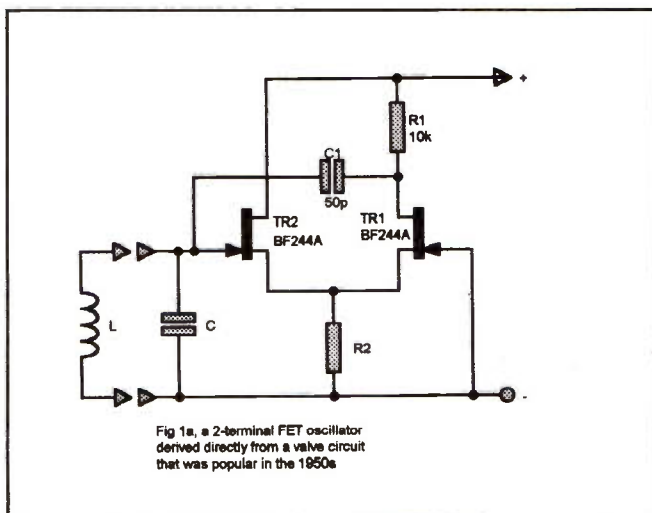 +
R1
10k
C1
50p
TR2
BF244A
TR1
BF244A
L
C
R2
-
Fig 1a, a 2-terminal FET oscillator
derived directly from a valve circuit
that was popular in the 1950s